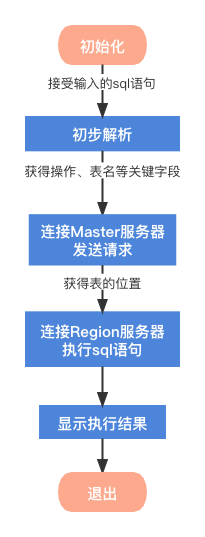 初始化
接受输入的sql语句
初步解析
获得操作、表名等关键字段
连接Master服务器
发送请求
获得表的位置
连接Region服务器
执行sql语句
显示执行结果
退出